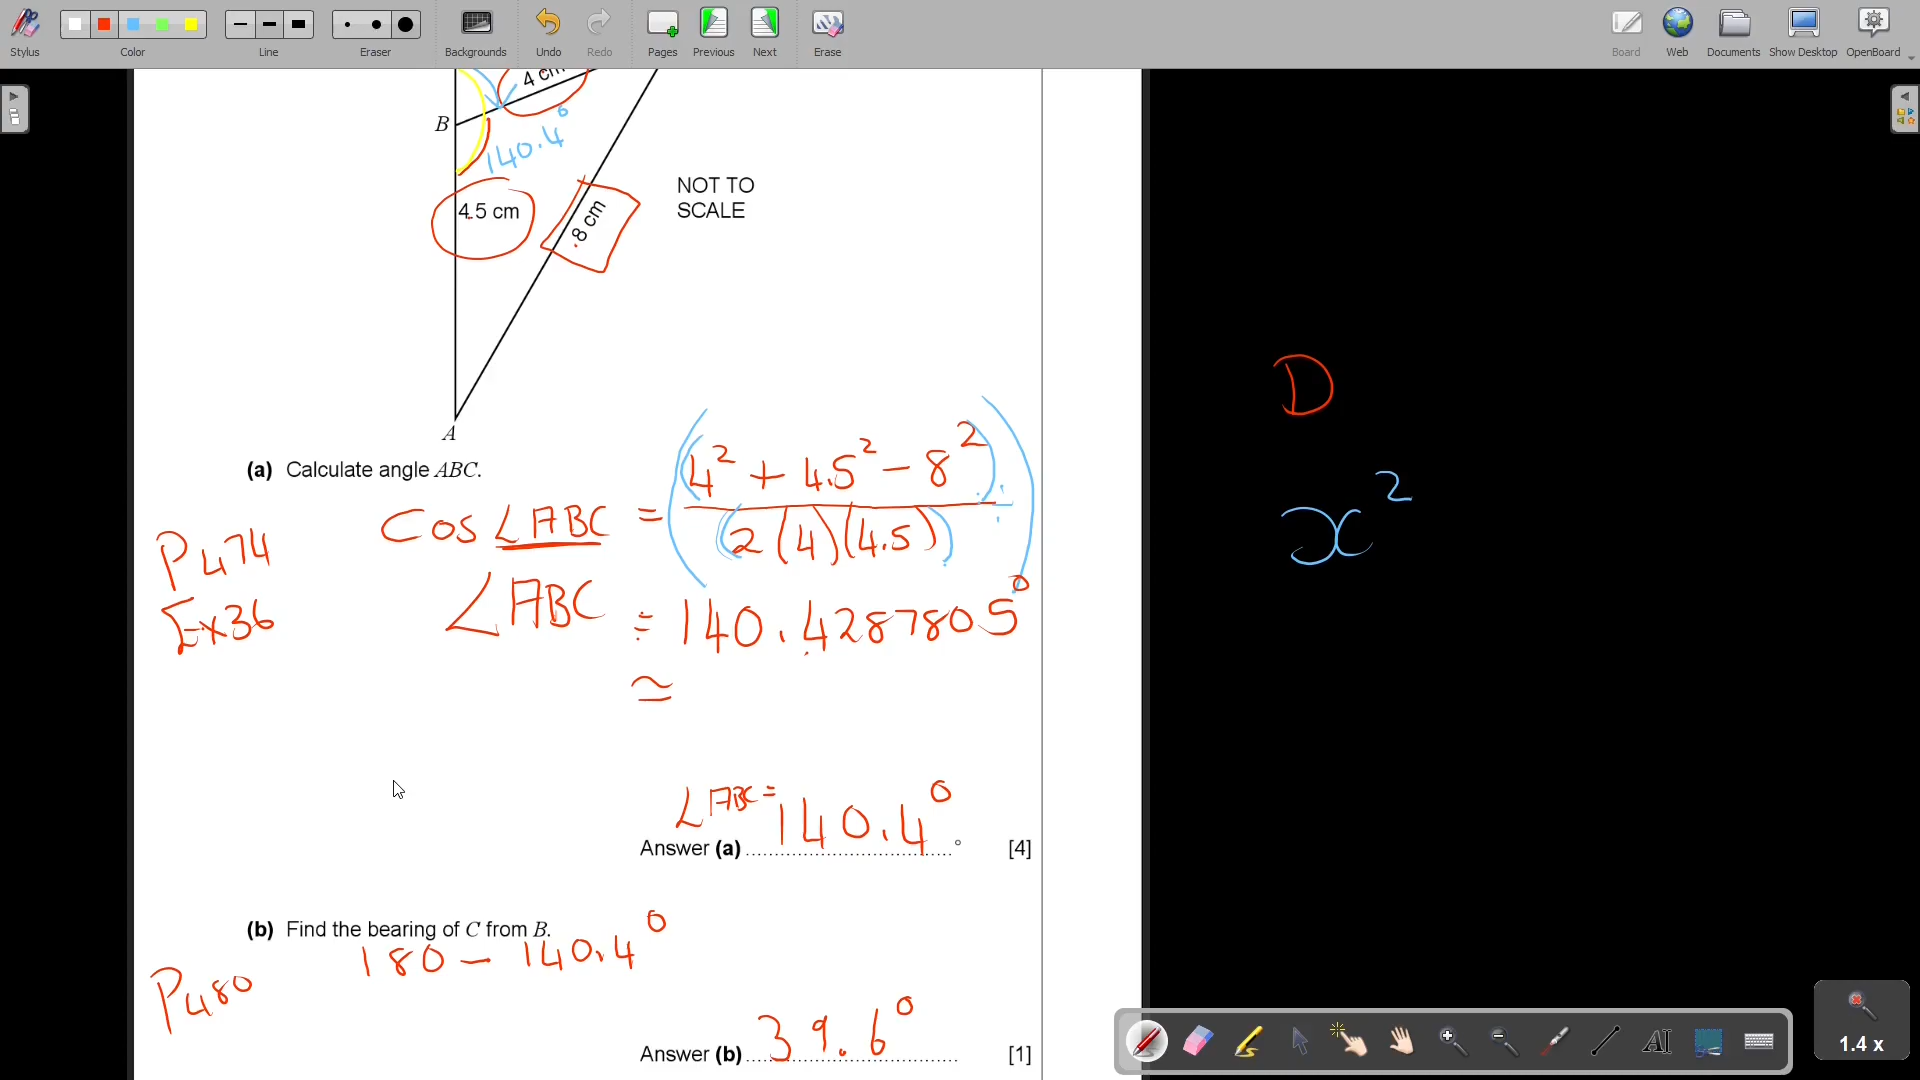 Stylus Color Line Eraser Backgrounds Undo Redo Pages Previous Next Erase Board Web Documents Show Desktop OpenBoard
4 cm
B
140.4°
4.5 cm
8 cm
NOT TO
SCALE
A
D
x²
(a) Calculate angle ABC.
cos ∠ABC = ((4² + 4.5² - 8²) ÷ (2(4)(4.5)))
P474
Ex36
∠ABC = 140.4287805°
≃
∠ABC = 140.4°
Answer (a) ....................................° [4]
(b) Find the bearing of C from B.
180 - 140.4°
P480
39.6°
Answer (b) .................................... [1]
1.4 x